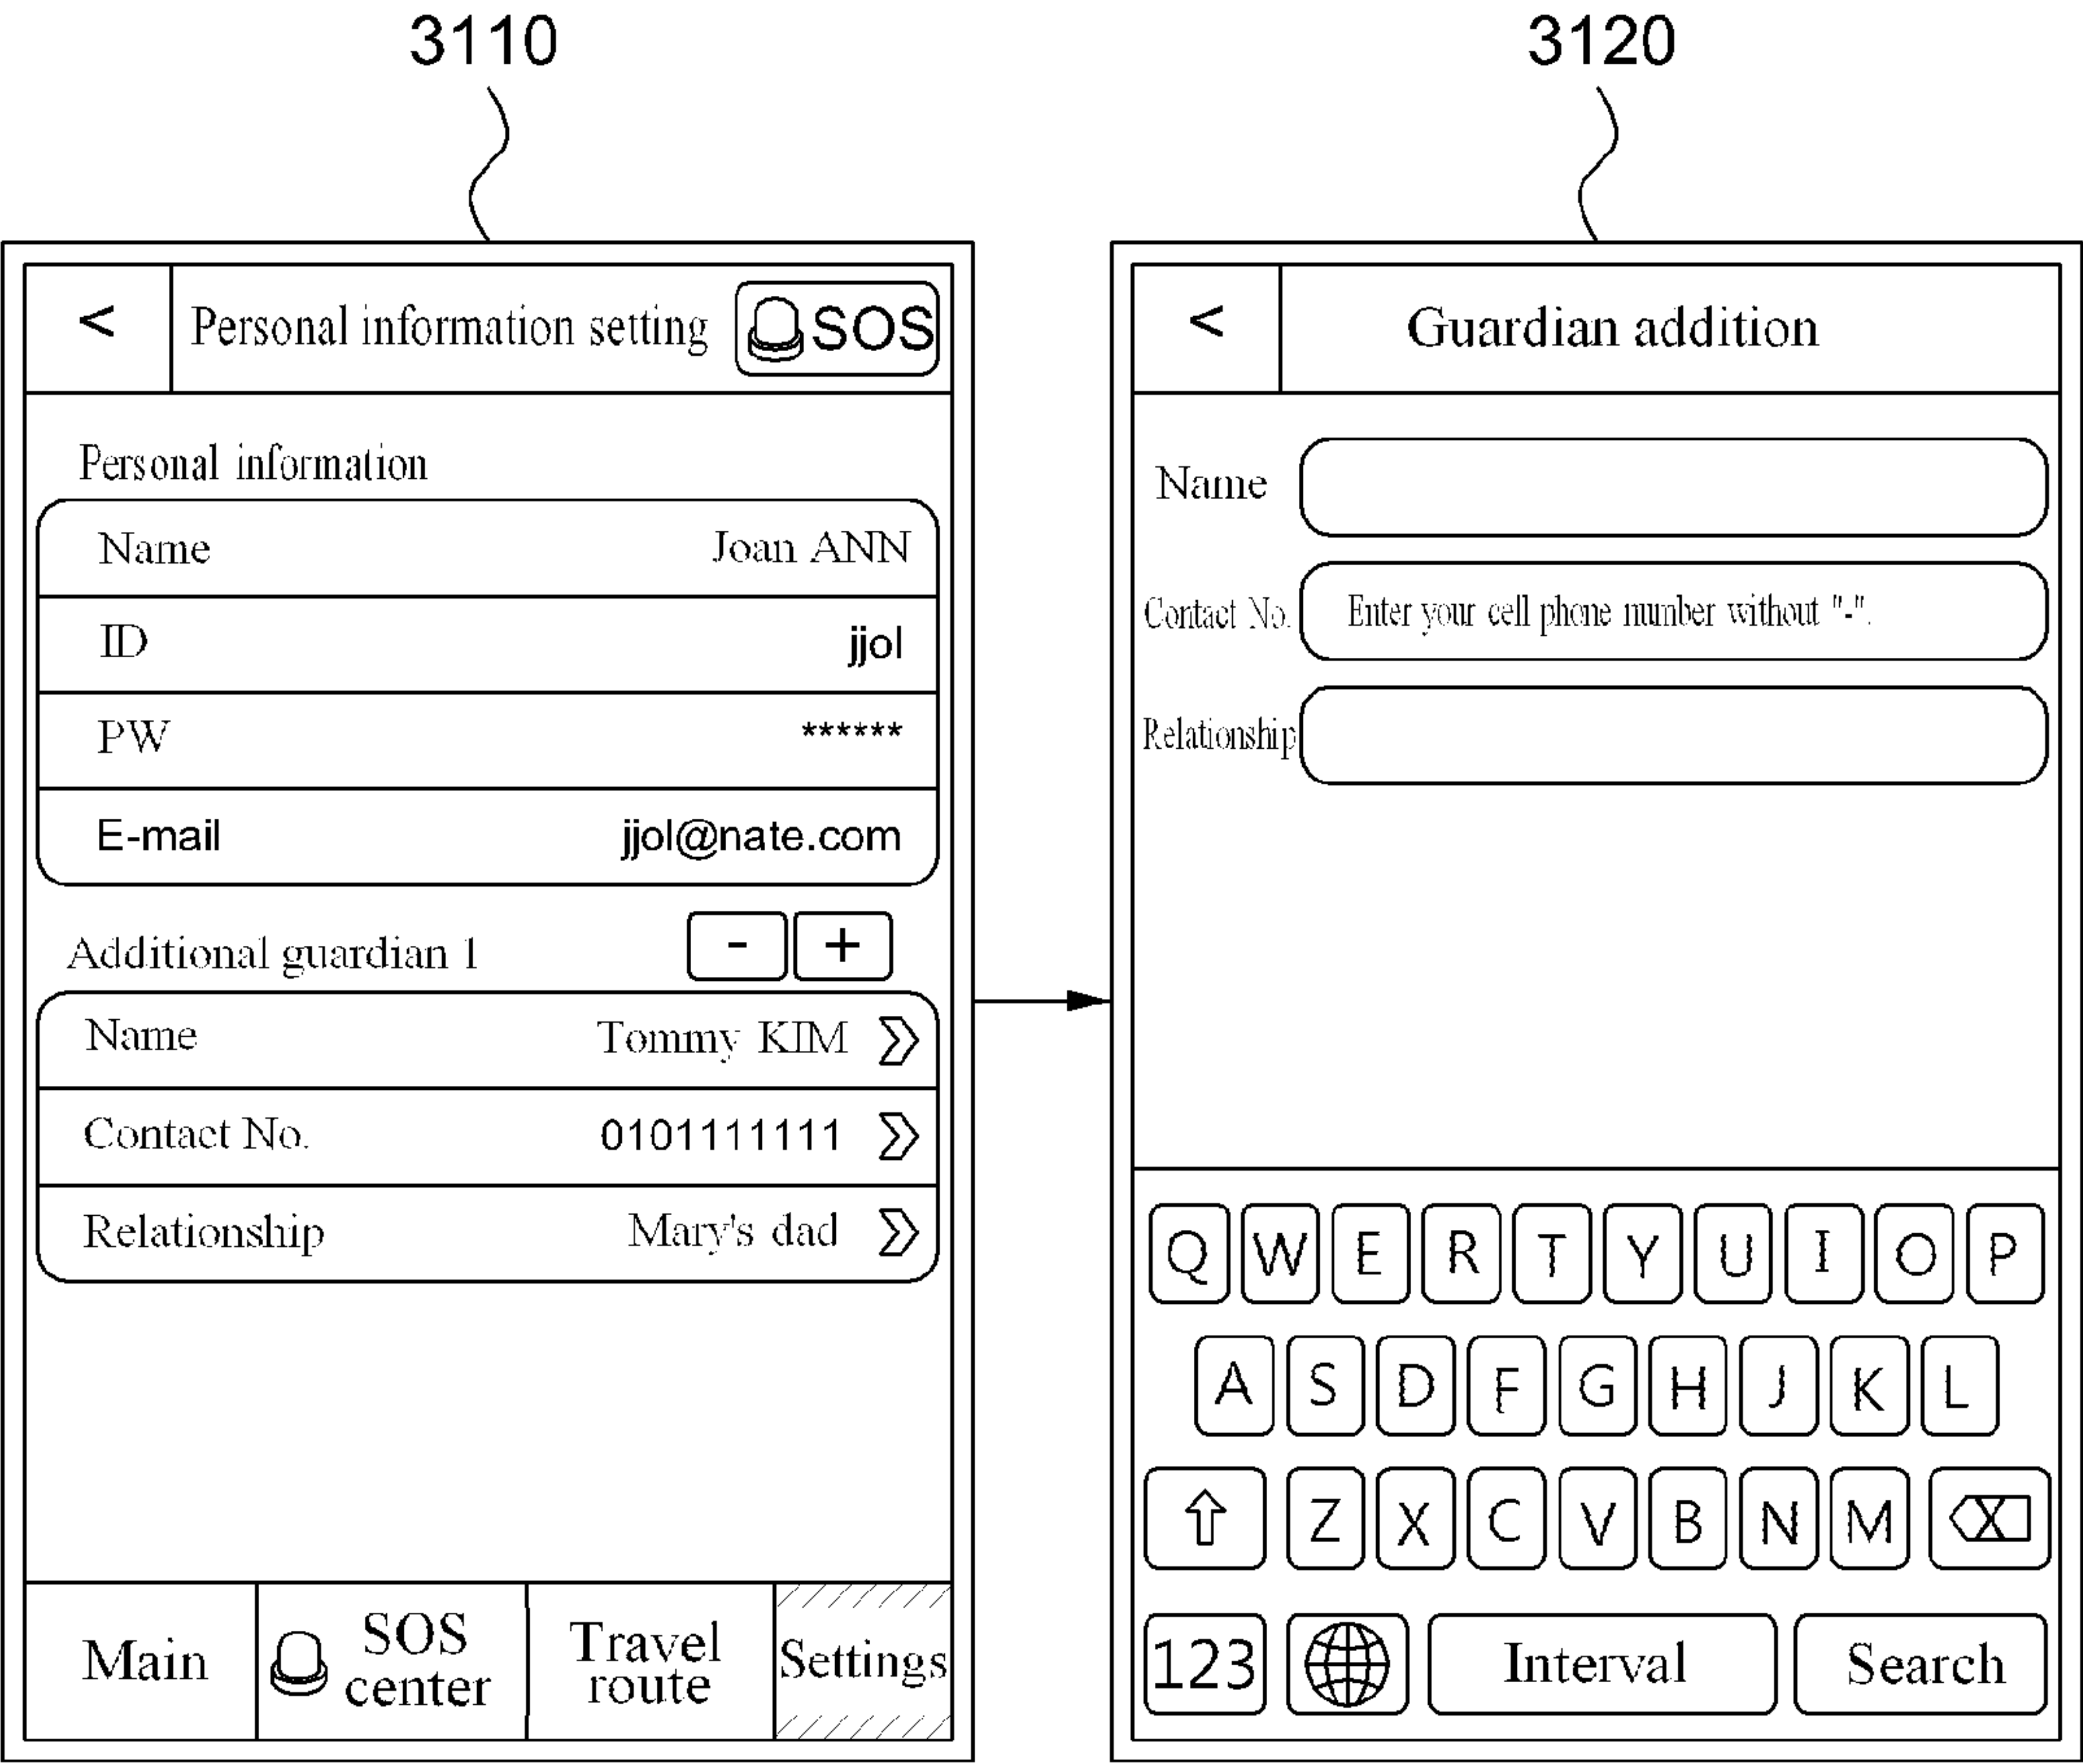 3110
3120
< Personal information setting SOS
Personal information
Name Joan ANN
ID jjol
PW ******
E-mail jjol@nate.com
Additional guardian 1 - +
Name Tommy KIM
Contact No. 0101111111
Relationship Mary's dad
Main
SOS center
Travel route
Settings
< Guardian addition
Name
Contact No. Enter your cell phone number without "-".
Relationship
Q W E R T Y U I O P
A S D F G H J K L
Z X C V B N M X
123 Interval Search